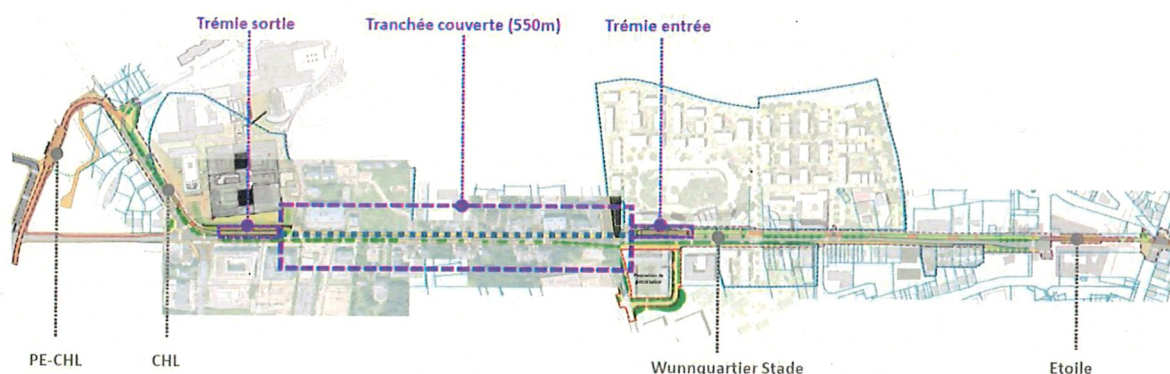 Trémie sortie
Tranchée couverte (550m)
Trémie entrée
PE-CHL
CHL
Wunnquartier Stade
Etoile